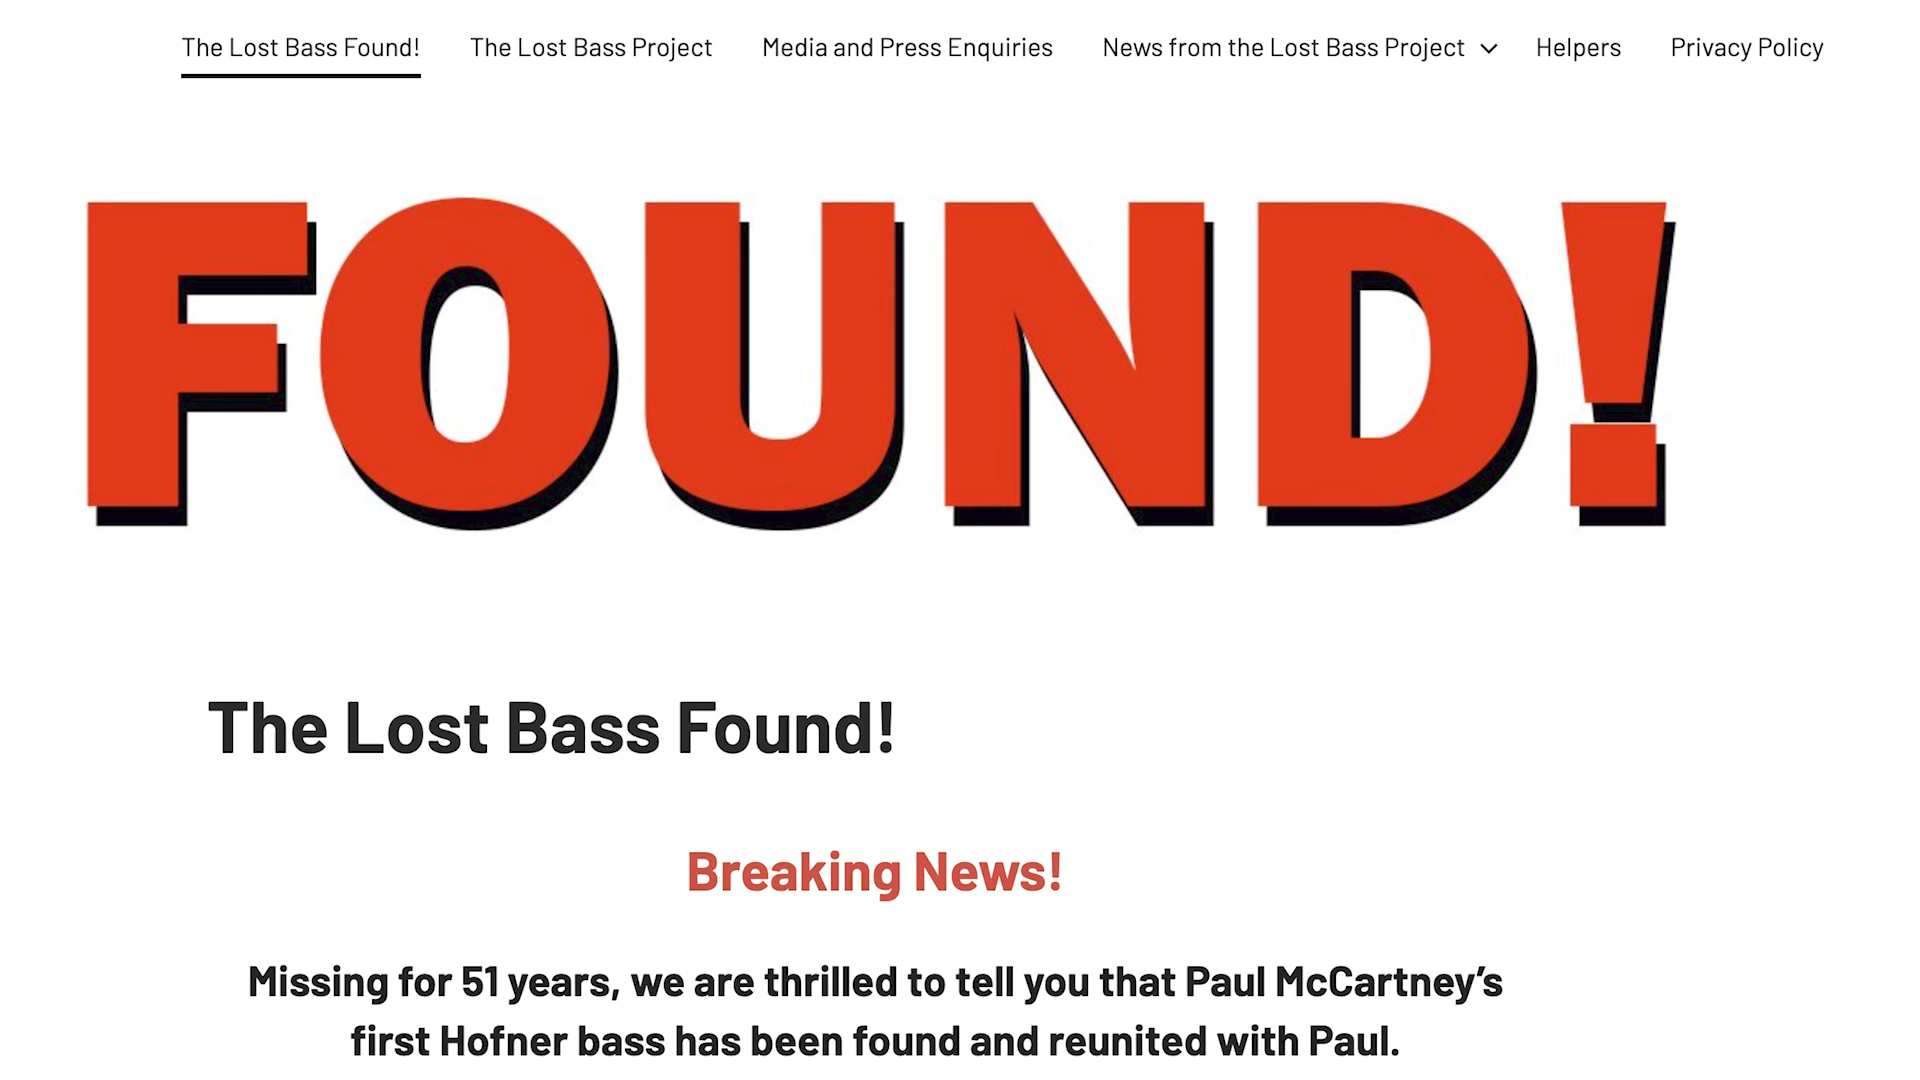 The Lost Bass Found! The Lost Bass Project Media and Press Enquiries News from the Lost Bass Project Helpers Privacy Policy
FOUND!
The Lost Bass Found!
Breaking News!
Missing for 51 years, we are thrilled to tell you that Paul McCartney’s
first Hofner bass has been found and reunited with Paul.